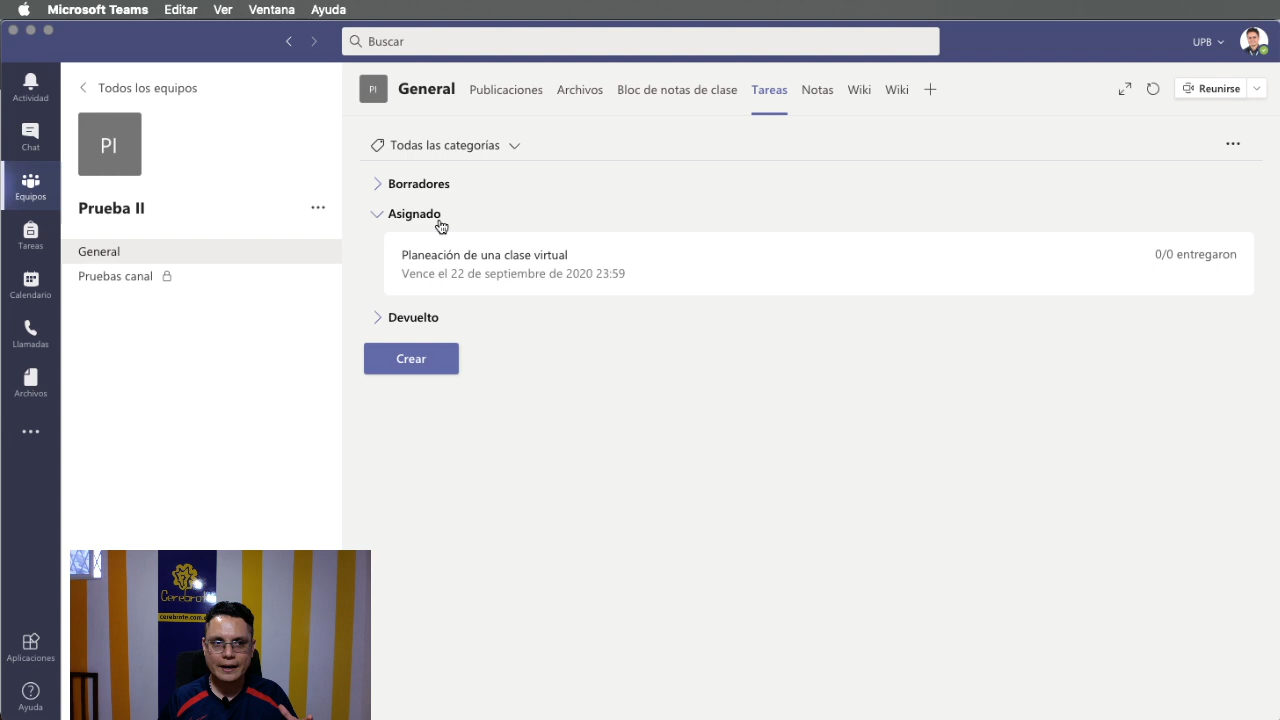 Microsoft Teams Editar Ver Ventana Ayuda
Buscar
UPB
Actividad
Chat
Equipos
Tareas
Calendario
Llamadas
Archivos
Aplicaciones
Ayuda
Todos los equipos
PI
Prueba II
General
Pruebas canal
PI General Publicaciones Archivos Bloc de notas de clase Tareas Notas Wiki Wiki
Reunirse
Todas las categorías
Borradores
Asignado
Planeación de una clase virtual
0/0 entregaron
Vence el 22 de septiembre de 2020 23:59
Devuelto
Crear